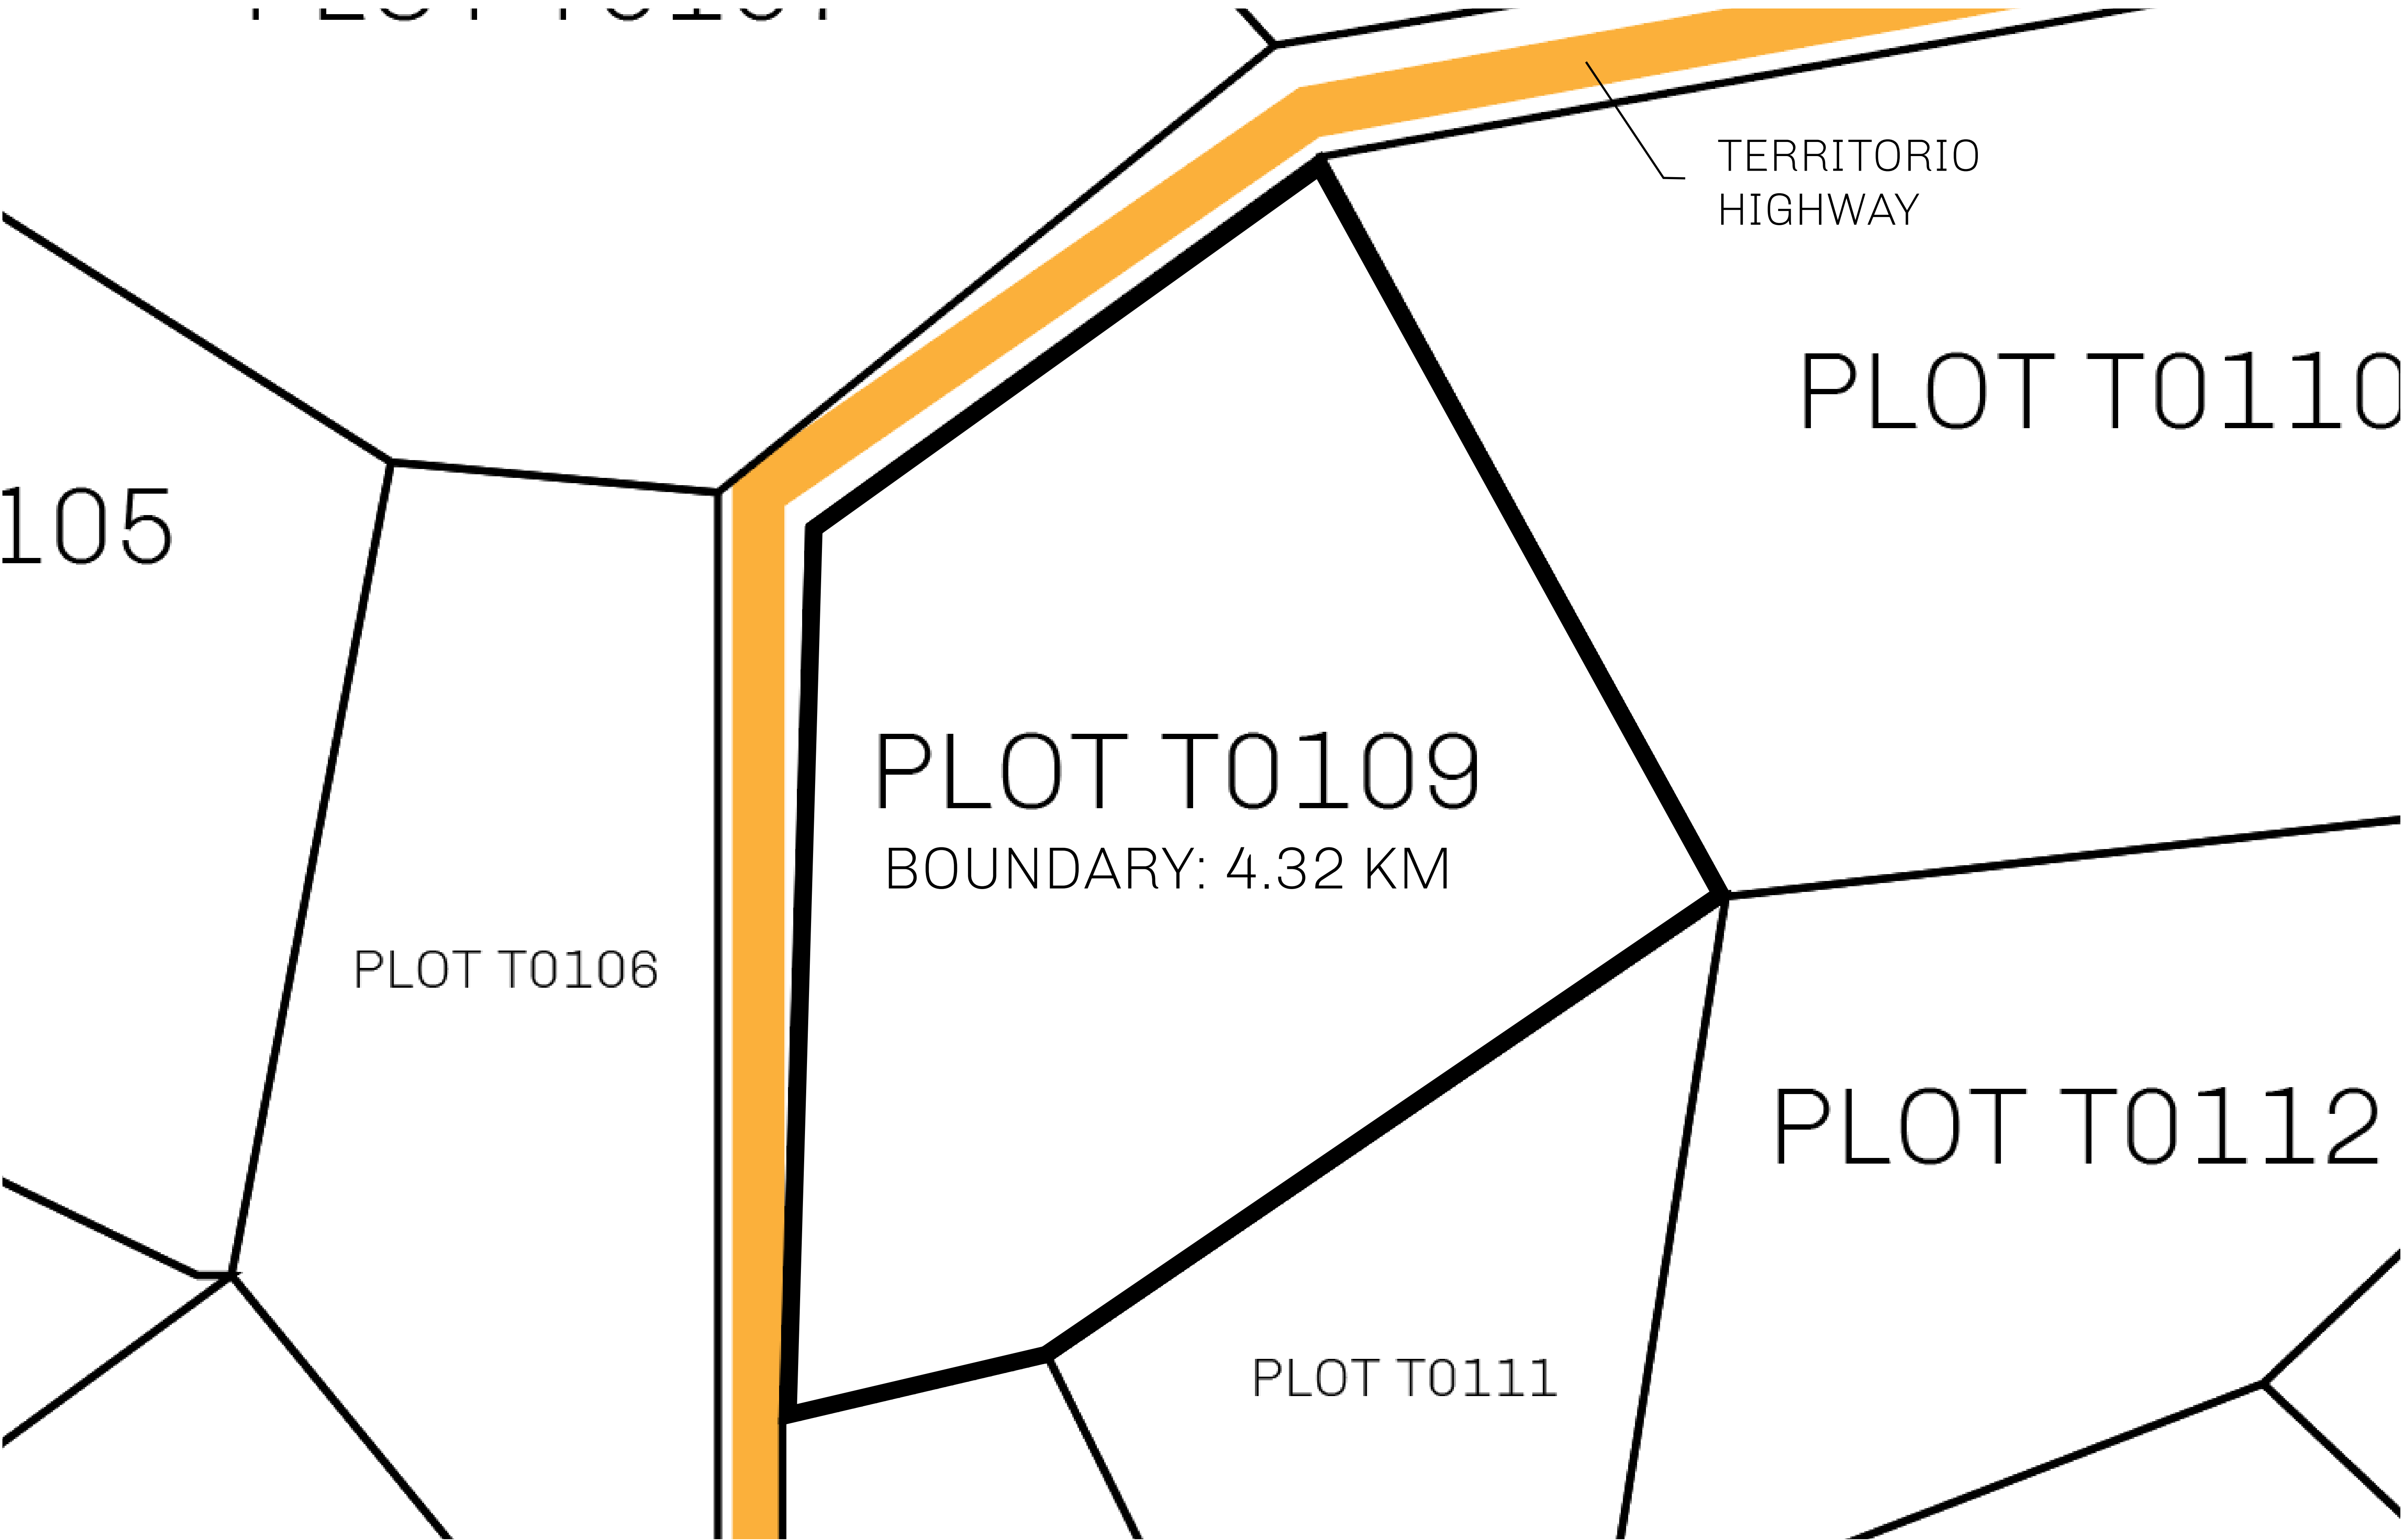 TERRITORIO
HIGHWAY
PLOT T0110
105
PLOT T0109
BOUNDARY: 4.32 KM
PLOT T0106
PLOT T0112
PLOT T0111